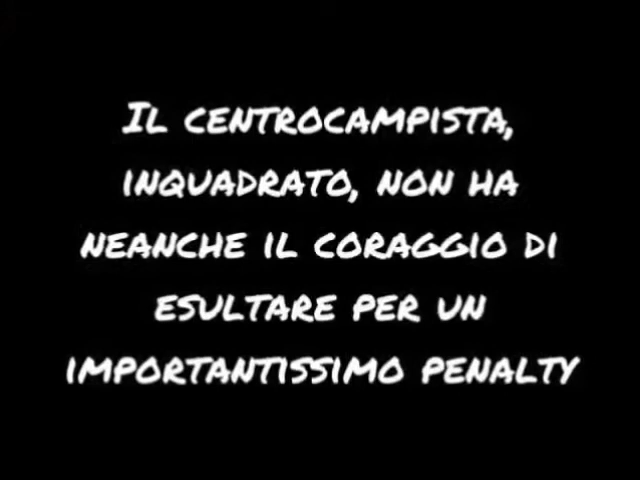 Il centrocampista,
inquadrato, non ha
neanche il coraggio di
esultare per un
importantissimo penalty